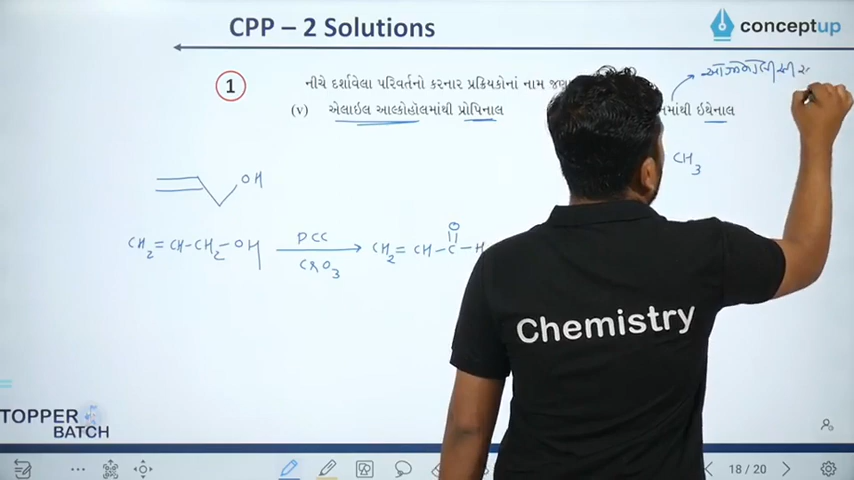 CPP – 2 Solutions
conceptup
1 નીચે દર્શાવેલા પરિવર્તનો કરનાર પ્રક્રિયકોનાં નામ
(v) એલાઇલ આલ્કોહૉલમાંથી પ્રોપિનાલ
માંથી ઇથેનાલ
CH3
OH
CH2=CH-CH2-OH
PCC
CrO3
CH2=CH-C-H
O
Chemistry
TOPPER
BATCH
18 / 20